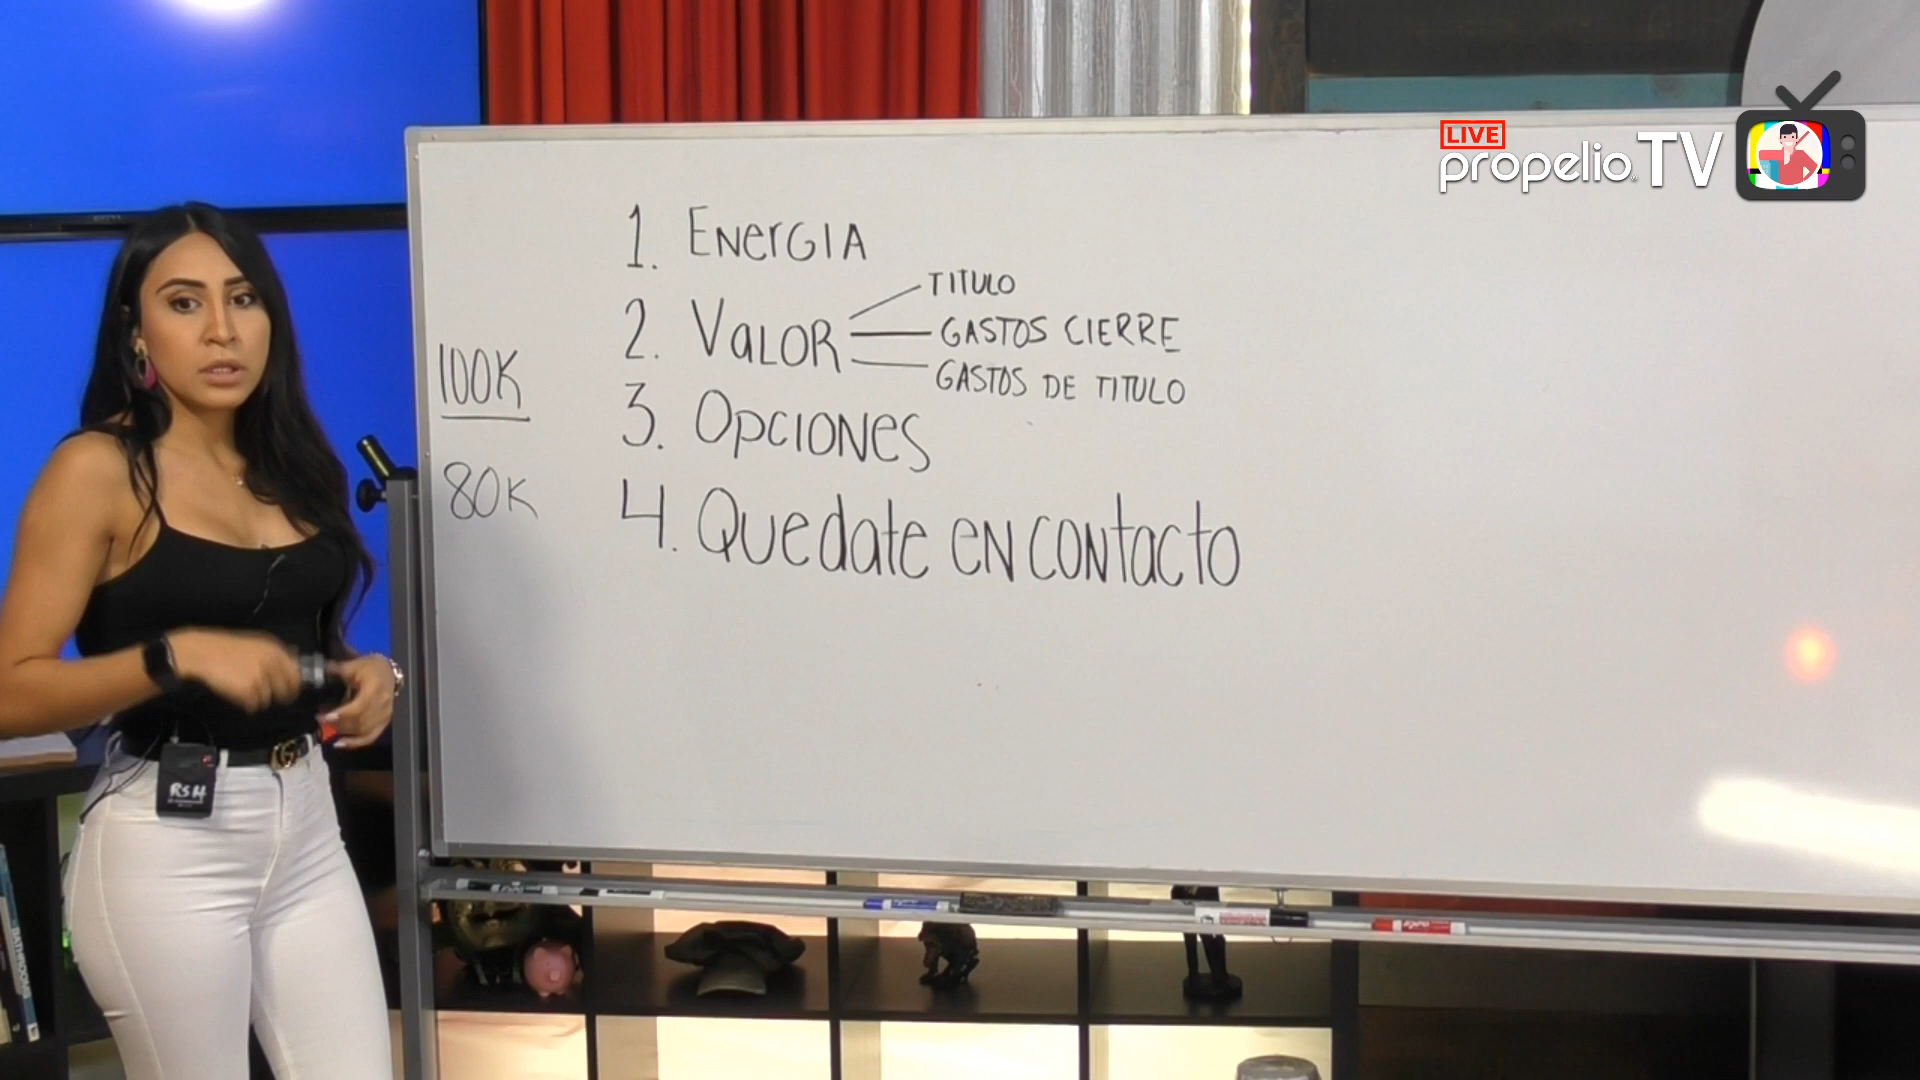 LIVE
propelio.TV
1. ENERGIA
2. VALOR
TITULO
GASTOS CIERRE
GASTOS DE TITULO
3. OPCIONES
4. Quedate EN CONtacto
100K
80K
RSH
BATHROOMS